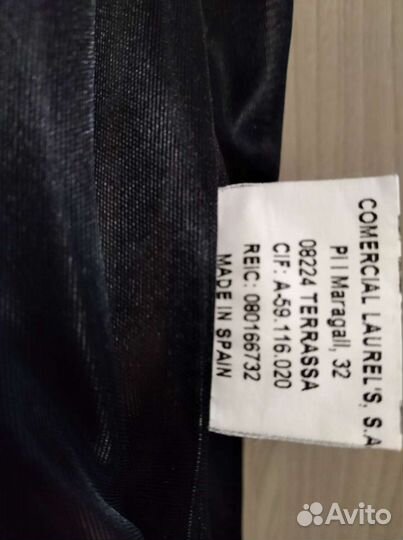 COMERCIAL LAUREL'S, S.A
Pl I Maragall, 32
08224 TERRASSA
CIF: A-59.116.020
REIC: 080166732
MADE IN SPAIN
Avito